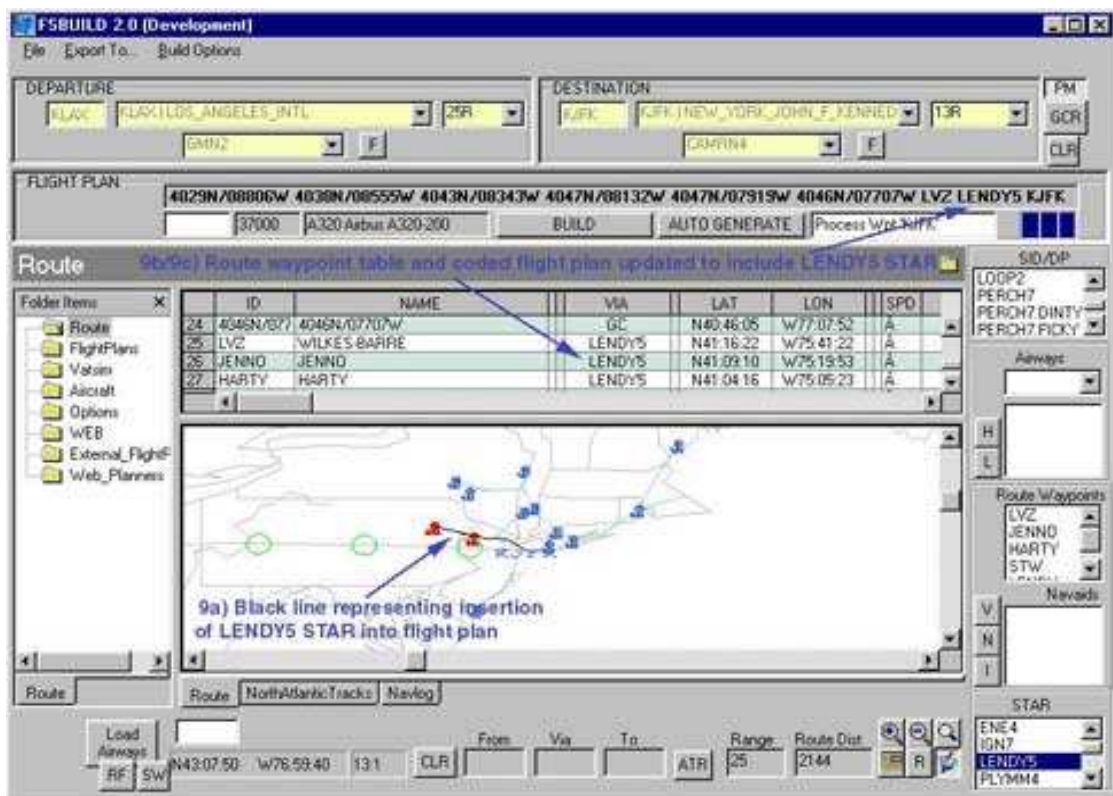 FSBUILD 2.0 (Development)
File Export To... Build Options
DEPARTURE
KLAX KLAX|LOS_ANGELES_INTL 25R
GMN2 F
DESTINATION
KJFK KJFK|NEW_YORK_JOHN_F_KENNED 13R
CAMRN4 F
PM
GCR
CLR
FLIGHT PLAN
4029N/08806W 4038N/08555W 4043N/08343W 4047N/08132W 4047N/07919W 4046N/07707W LVZ LENDY5 KJFK
37000 A320 Airbus A320-200 BUILD AUTO GENERATE Process Wpt KJFK
Route
9b/9c) Route waypoint table and coded flight plan updated to include LENDY5 STAR
Folder Items ×
Route
FlightPlans
Vatsim
Aircraft
Options
WEB
External_FlightF
Web_Planners
Route
ID NAME VIA LAT LON SPD
24 4046N/077 4046N/07707W GC N40:46:05 W77:07:52 A
25 LVZ WILKES-BARRE LENDY5 N41:16:22 W75:41:22 A
26 JENNO JENNO LENDY5 N41:09:10 W75:19:53 A
27 HARTY HARTY LENDY5 N41:04:16 W75:05:23 A
9a) Black line representing insertion
of LENDY5 STAR into flight plan
Route NorthAtlanticTracks Navlog
SID/DP
LOOP2
PERCH7
PERCH7.DINTY
PERCH7.FICKY
Airways
H
L
Route Waypoints
LVZ
JENNO
HARTY
STW
Navaids
V
N
I
STAR
ENE4
IGN7
LENDY5
PLYMM4
Load
Airways
RF SW
N43:07:50 W76:59:40 13.1 CLR
From Via To
ATR
Range
25
Route Dist
2144
R